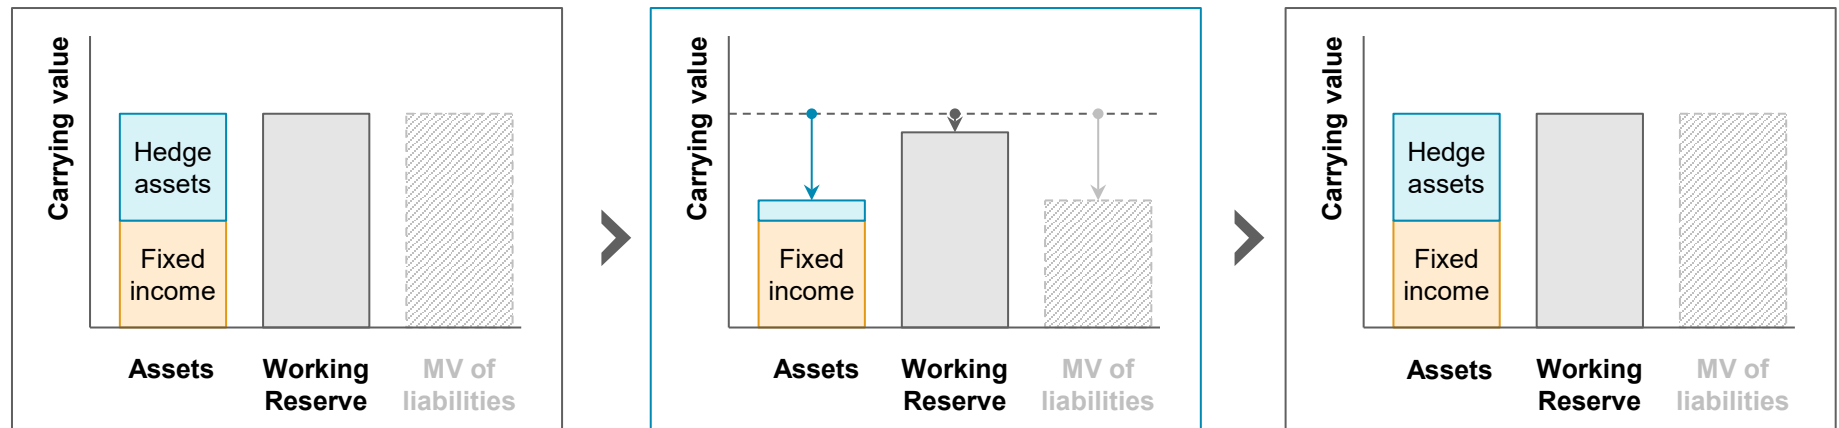 Carrying value
Hedge
assets
Fixed
income
Assets
Working
Reserve
MV of
liabilities
Carrying value
Fixed
income
Assets
Working
Reserve
MV of
liabilities
Carrying value
Hedge
assets
Fixed
income
Assets
Working
Reserve
MV of
liabilities